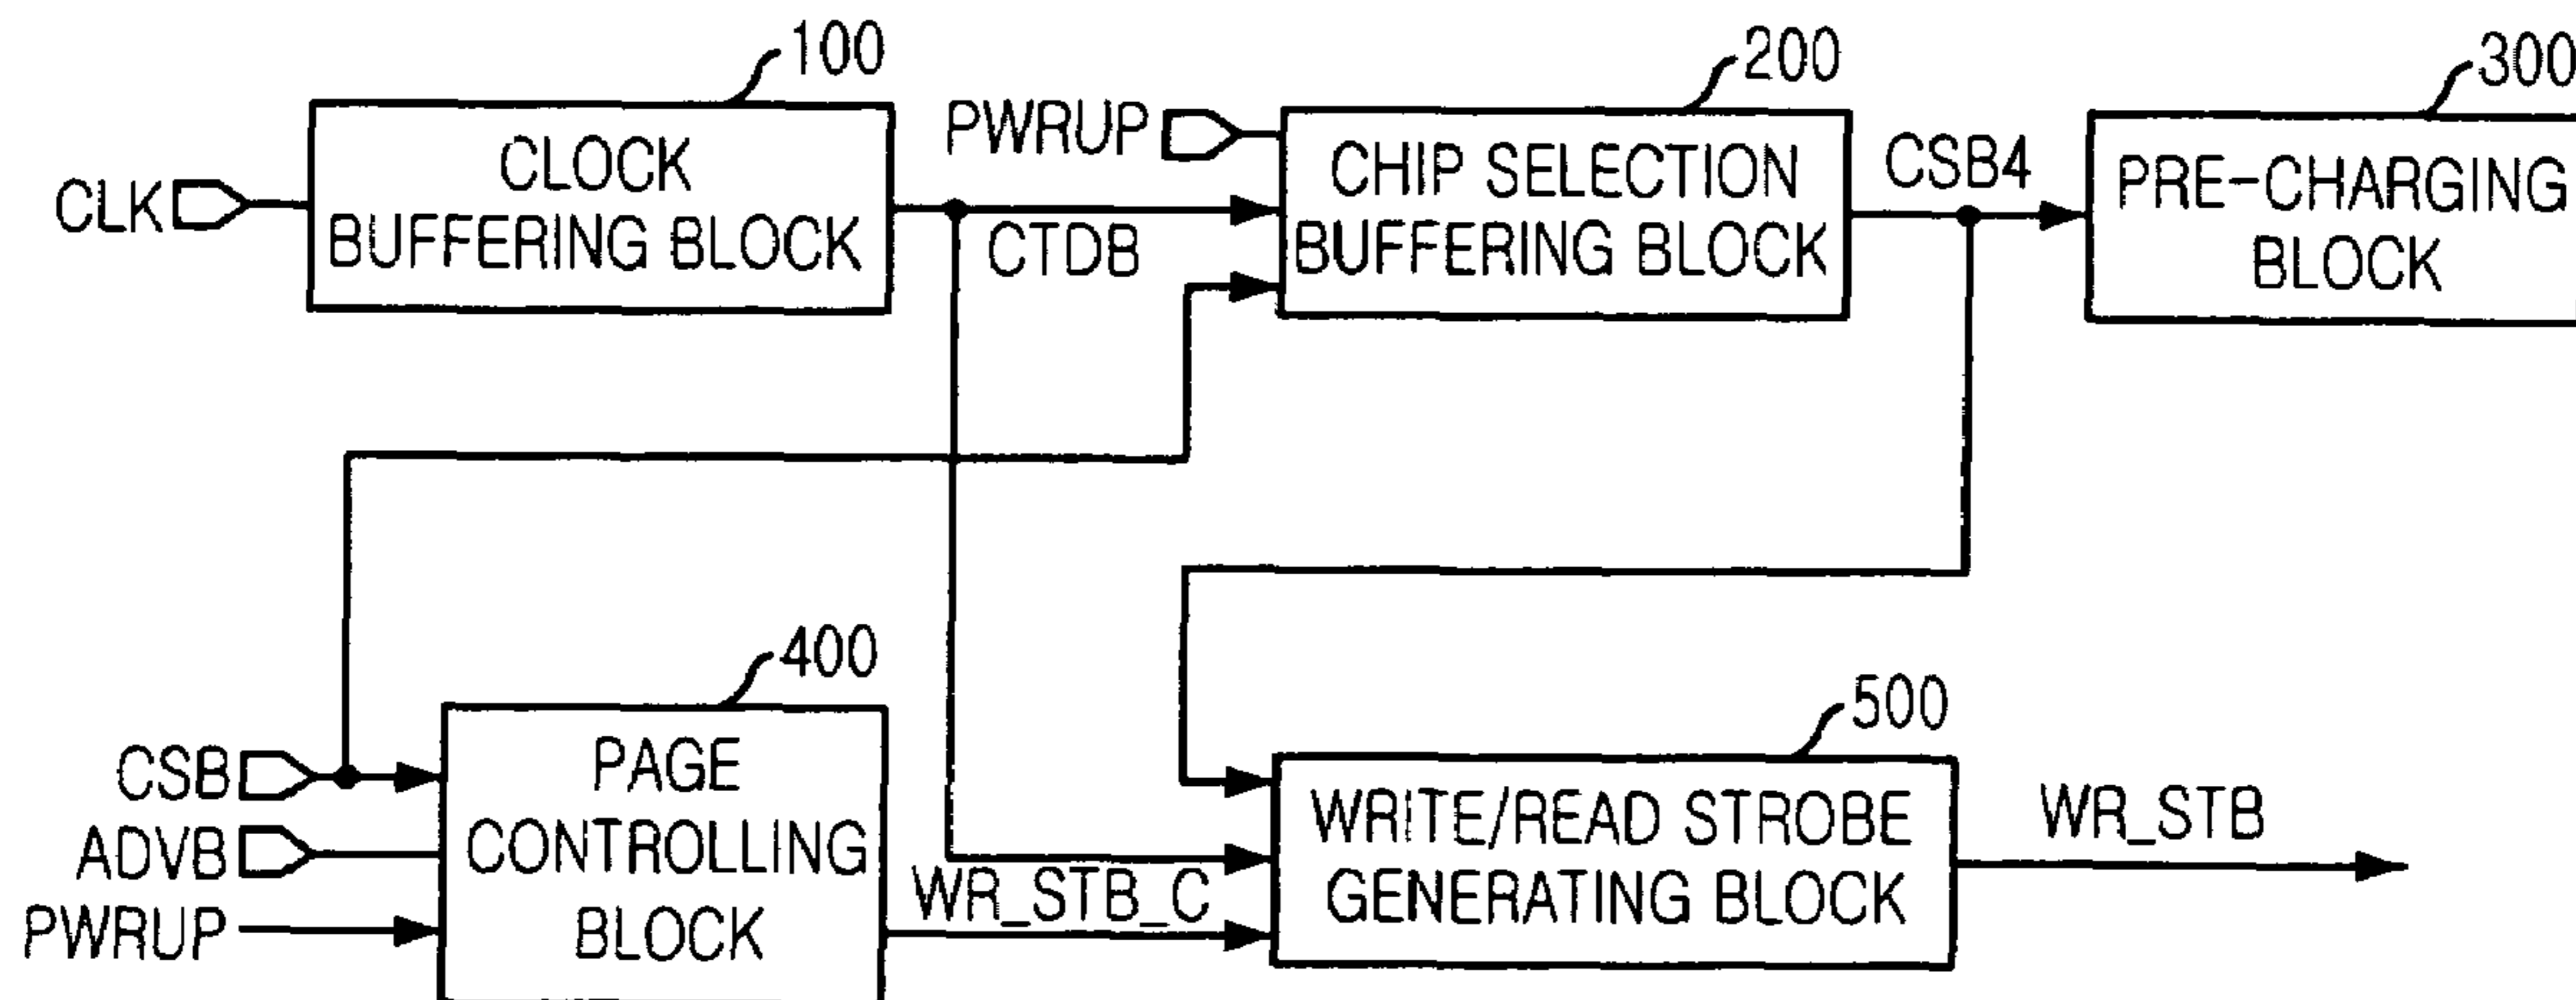 100
200
300
PWRUP
CLOCK
BUFFERING BLOCK
CLK
CHIP SELECTION
BUFFERING BLOCK
CSB4
PRE-CHARGING
BLOCK
CTDB
400
500
CSB
ADVB
PWRUP
PAGE
CONTROLLING
BLOCK
WR_STB_C
WRITE/READ STROBE
GENERATING BLOCK
WR_STB